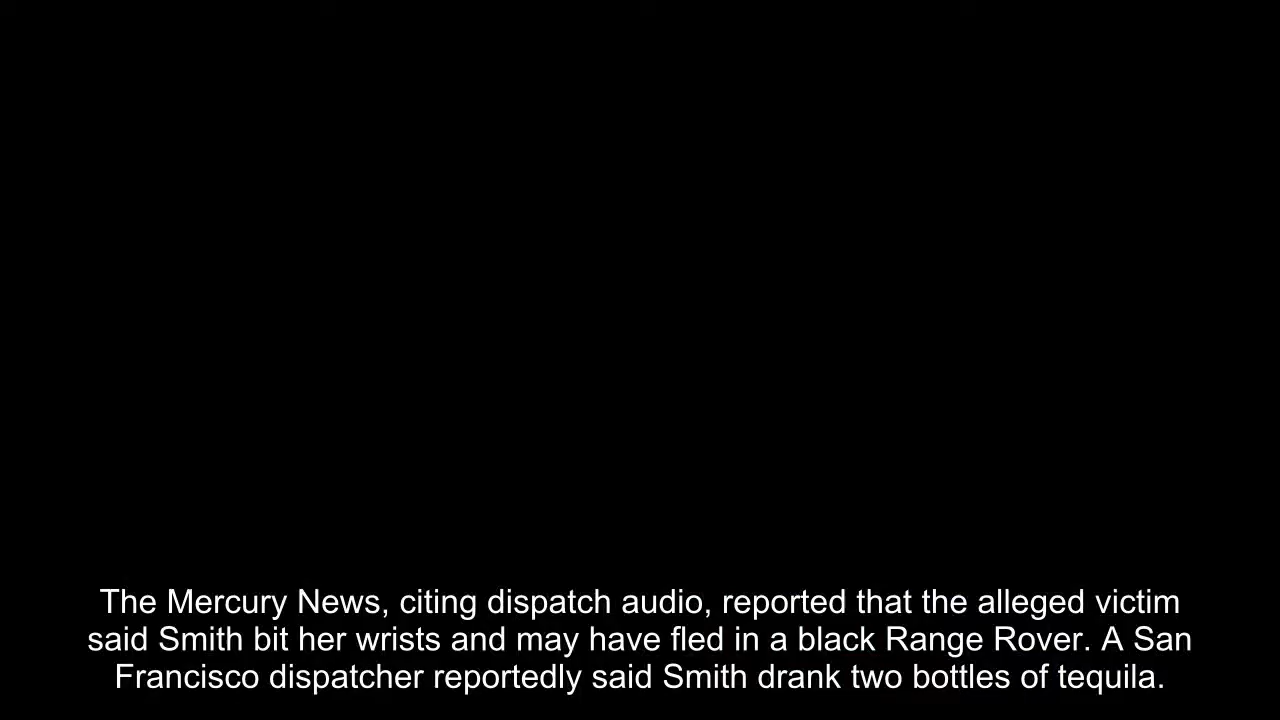 The Mercury News, citing dispatch audio, reported that the alleged victim
said Smith bit her wrists and may have fled in a black Range Rover. A San
Francisco dispatcher reportedly said Smith drank two bottles of tequila.